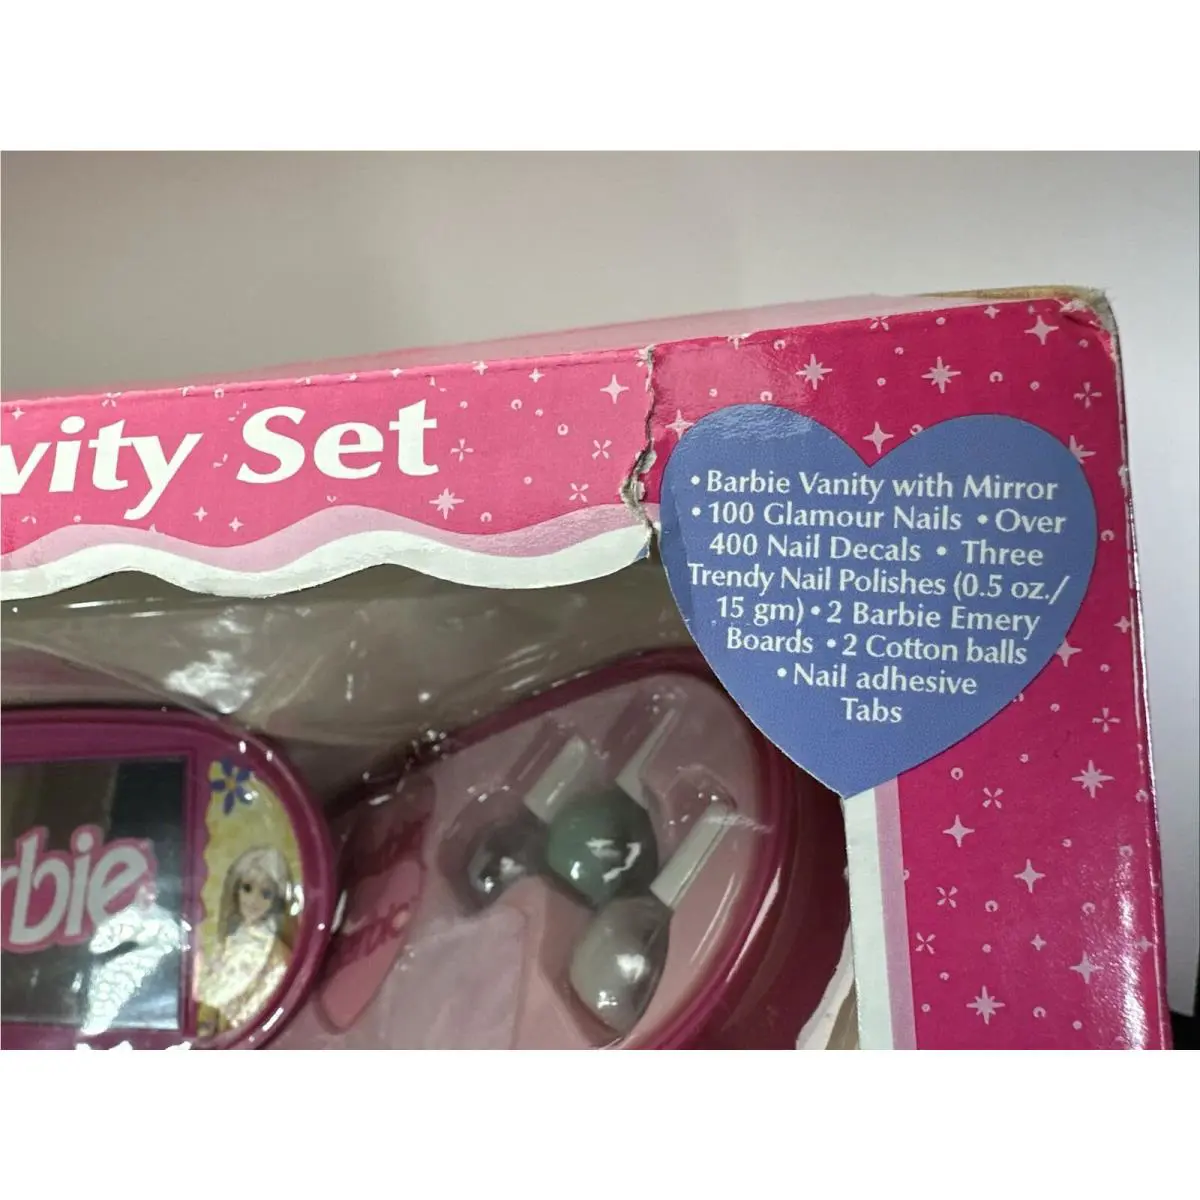 vity Set
• Barbie Vanity with Mirror
• 100 Glamour Nails • Over
400 Nail Decals • Three
Trendy Nail Polishes (0.5 oz./
15 gm) • 2 Barbie Emery
Boards • 2 Cotton balls
• Nail adhesive
Tabs
rbie